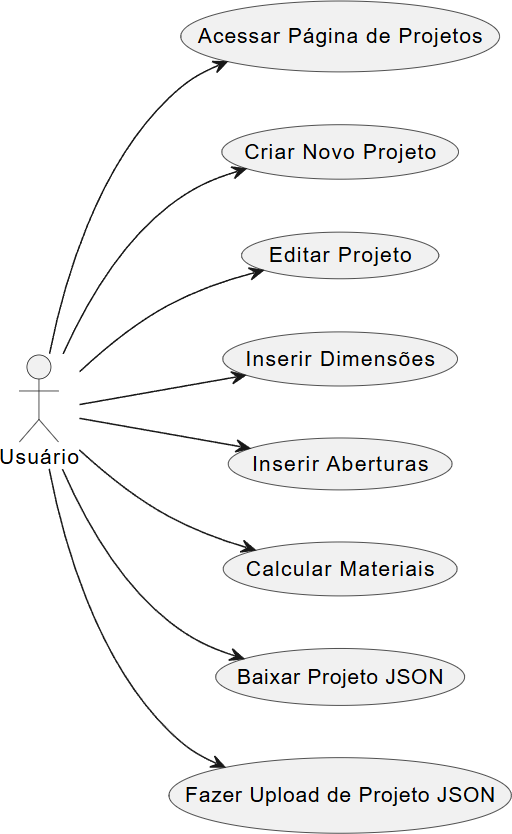 Acessar Página de Projetos
Criar Novo Projeto
Editar Projeto
Inserir Dimensões
Usuário
Inserir Aberturas
Calcular Materiais
Baixar Projeto JSON
Fazer Upload de Projeto JSON